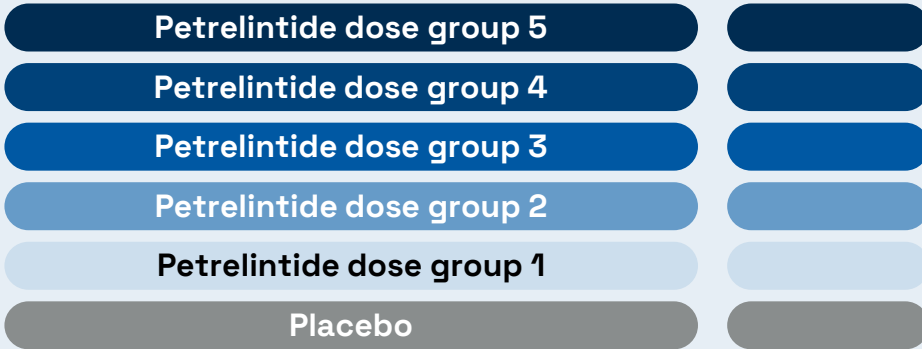 Petrelintide dose group 5
Petrelintide dose group 4
Petrelintide dose group 3
Petrelintide dose group 2
Petrelintide dose group 1
Placebo